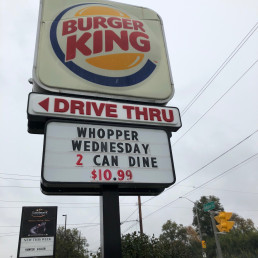 BURGER
KING
DRIVE THRU
WHOPPER
WEDNESDAY
2 CAN DINE
$10.99